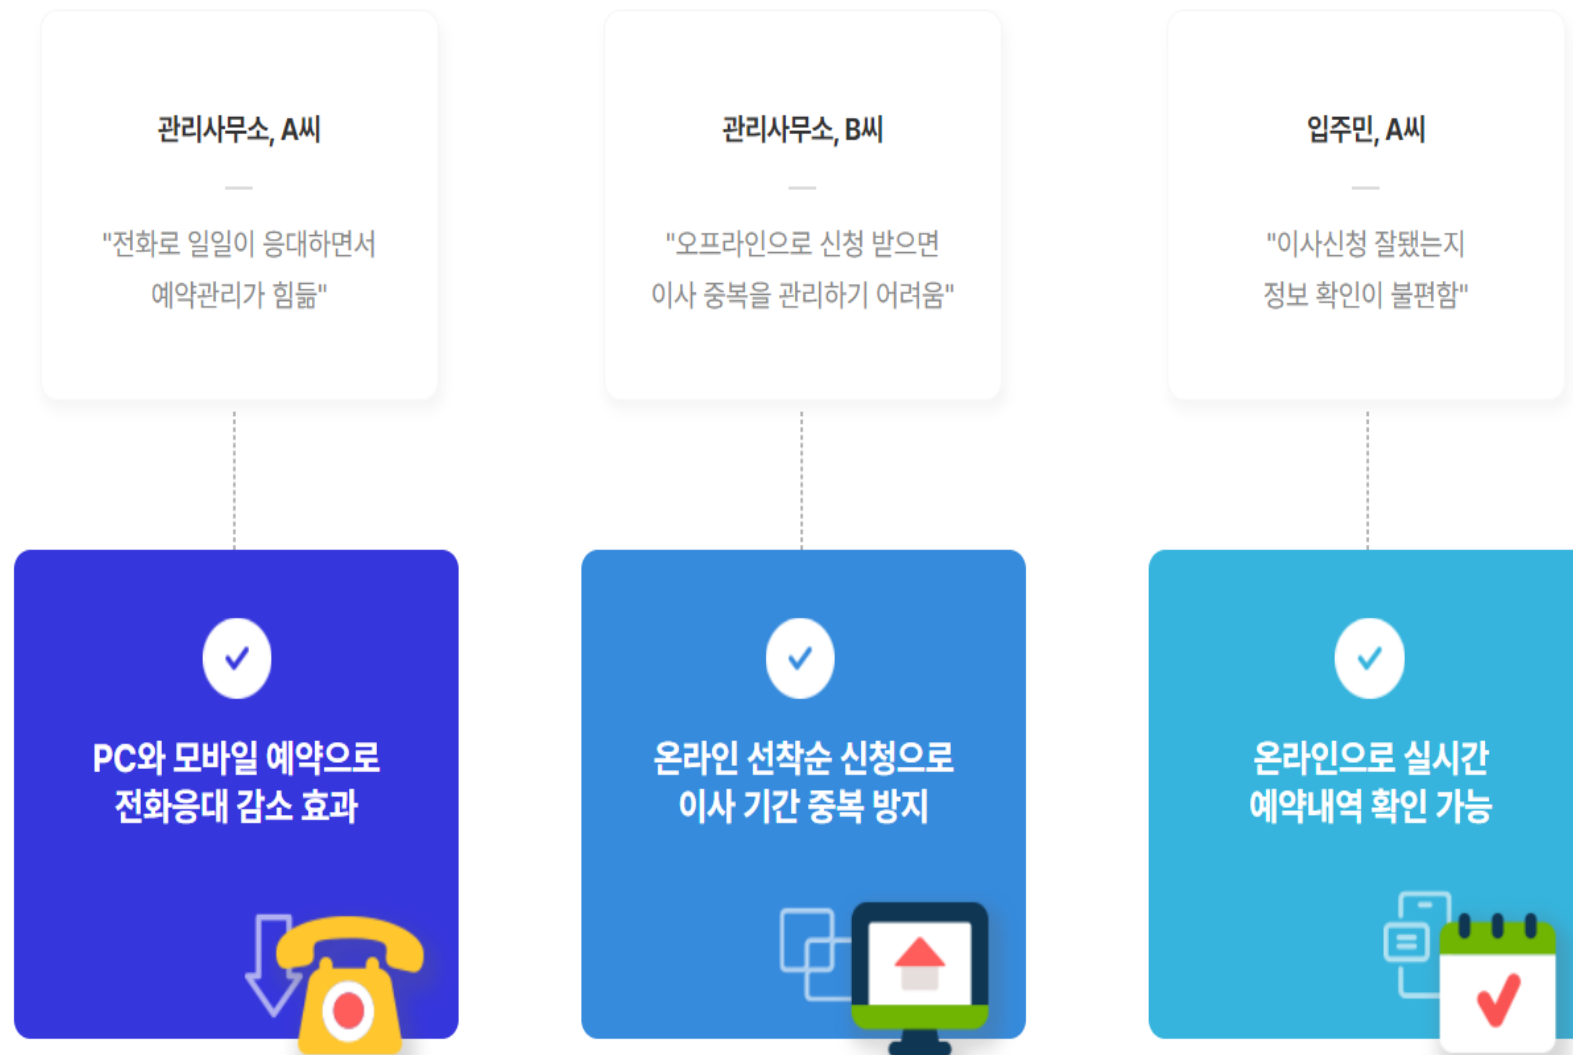 관리사무소, A씨
"전화로 일일이 응대하면서
예약관리가 힘듦"
관리사무소, B씨
"오프라인으로 신청 받으면
이사 중복을 관리하기 어려움"
입주민, A씨
"이사신청 잘됐는지
정보 확인이 불편함"
PC와 모바일 예약으로
전화응대 감소 효과
온라인 선착순 신청으로
이사 기간 중복 방지
온라인으로 실시간
예약내역 확인 가능